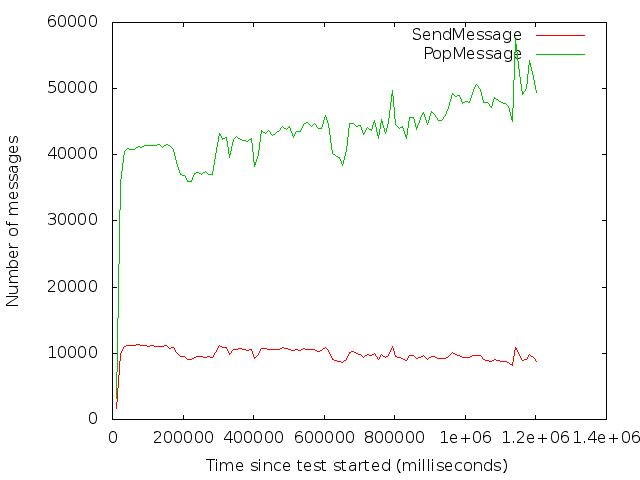 60000
50000
40000
30000
20000
10000
0
SendMessage
PopMessage
Number of messages
0 200000 400000 600000 800000 1e+06 1.2e+06 1.4e+06
Time since test started (milliseconds)